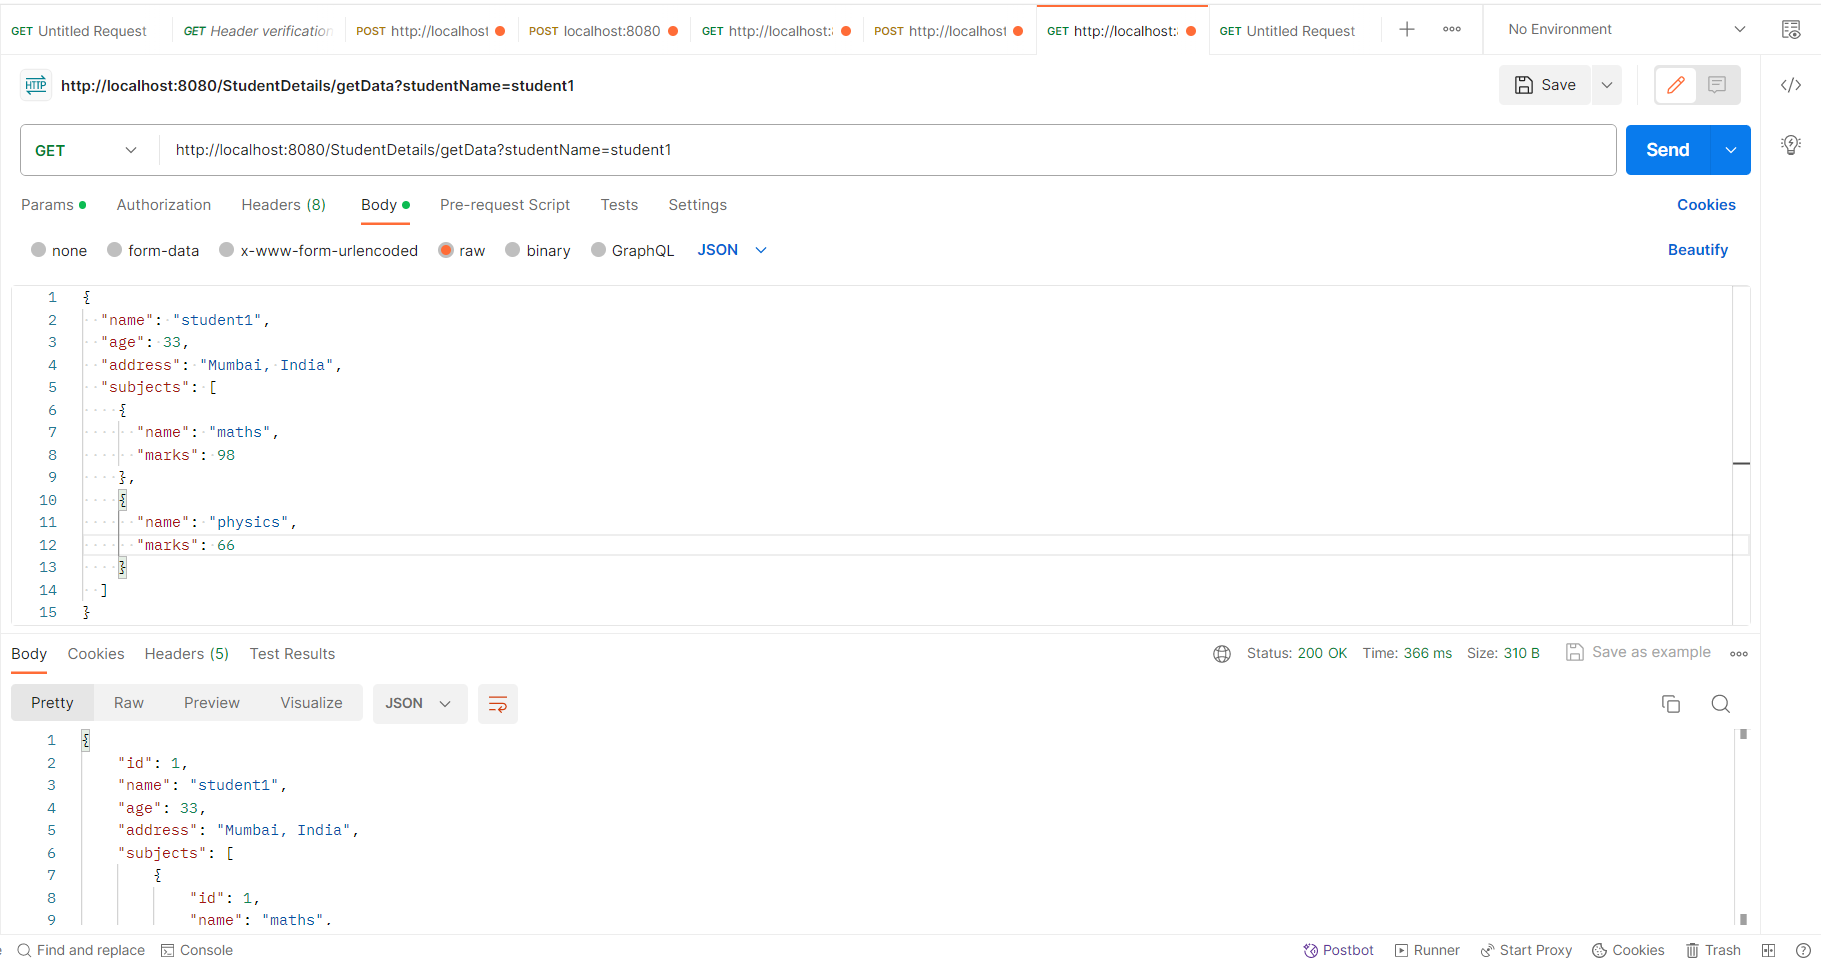 GET Untitled Request GET Header verification POST http://localhost POST localhost:8080 GET http://localhost: POST http://localhost GET http://localhost: GET Untitled Request No Environment
HTTP http://localhost:8080/StudentDetails/getData?studentName=student1 Save
GET http://localhost:8080/StudentDetails/getData?studentName=student1 Send
Params Authorization Headers (8) Body Pre-request Script Tests Settings Cookies
none form-data x-www-form-urlencoded raw binary GraphQL JSON Beautify
1 {
2 "name": "student1",
3 "age": 33,
4 "address": "Mumbai, India",
5 "subjects": [
6 {
7 "name": "maths",
8 "marks": 98
9 },
10 {
11 "name": "physics",
12 "marks": 66
13 }
14 ]
15 }
Body Cookies Headers (5) Test Results Status: 200 OK Time: 366 ms Size: 310 B Save as example
Pretty Raw Preview Visualize JSON
1 {
2 "id": 1,
3 "name": "student1",
4 "age": 33,
5 "address": "Mumbai, India",
6 "subjects": [
7 {
8 "id": 1,
9 "name": "maths",
Find and replace Console Postbot Runner Start Proxy Cookies Trash